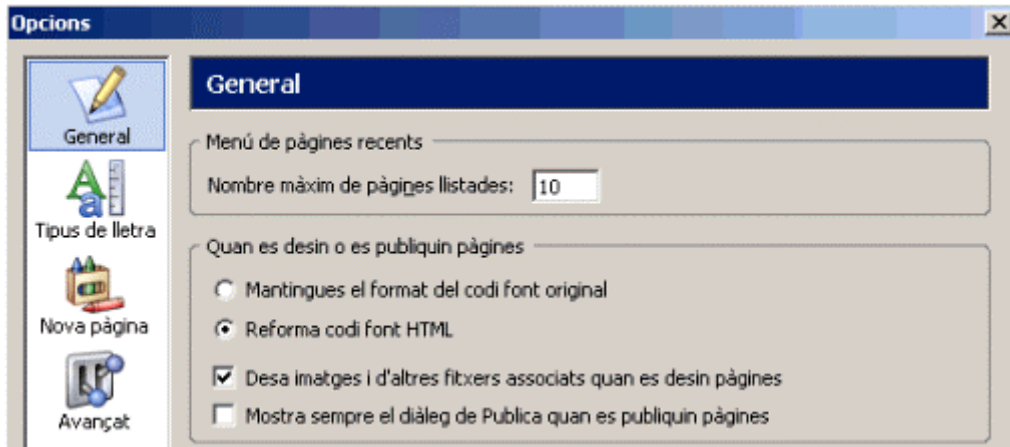 Opcions
General
Tipus de lletra
Nova pàgina
Avançat
General
Menú de pàgines recents
Nombre màxim de pàgines llistades: 10
Quan es desin o es publiquin pàgines
Mantingues el format del codi font original
Reforma codi font HTML
Desa imatges i d'altres fitxers associats quan es desin pàgines
Mostra sempre el diàleg de Publica quan es publiquin pàgines